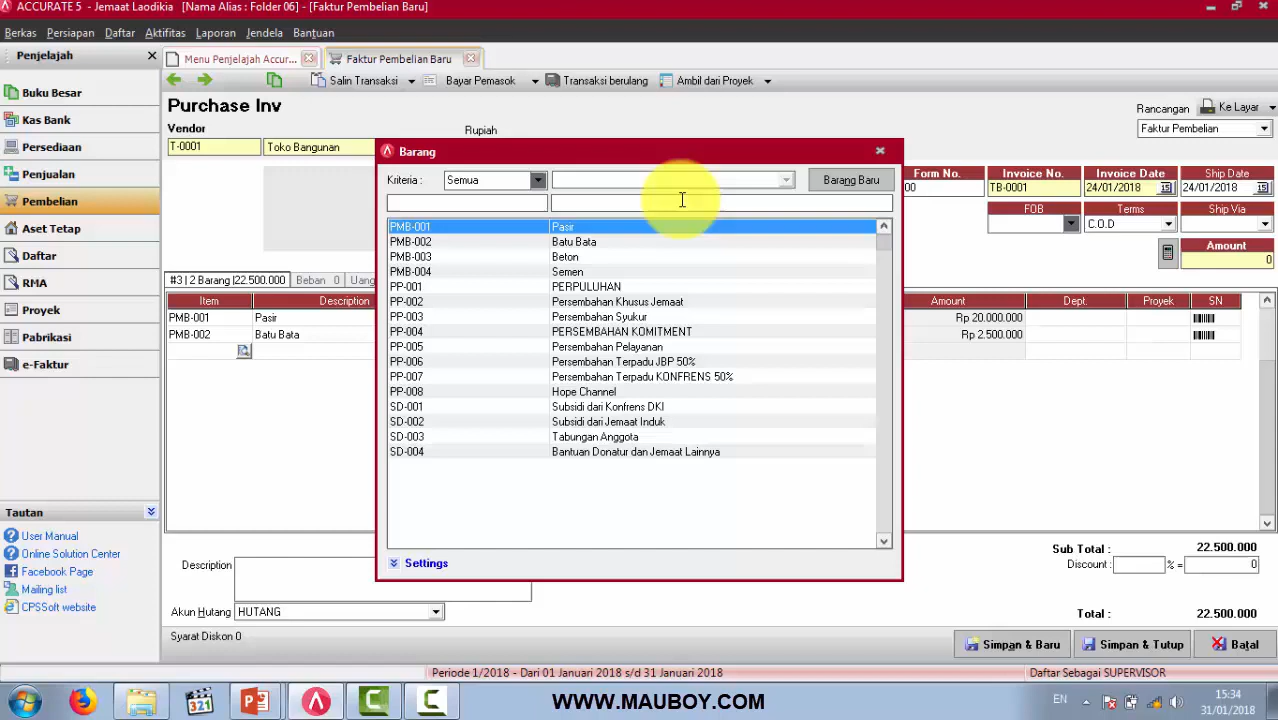 ACCURATE 5 - Jemaat Laodikia [Nama Alias : Folder 06] - [Faktur Pembelian Baru]
Berkas Persiapan Daftar Aktifitas Laporan Jendela Bantuan
Penjelajah
Menu Penjelajah Accur...
Faktur Pembelian Baru
Salin Transaksi
Bayar Pemasok
Transaksi berulang
Ambil dari Proyek
Buku Besar
Kas Bank
Persediaan
Penjualan
Pembelian
Aset Tetap
Daftar
RMA
Proyek
Pabrikasi
e-Faktur
Tautan
User Manual
Online Solution Center
Facebook Page
Mailing list
CPSSoft website
Purchase Inv
Rancangan
Ke Layar
Faktur Pembelian
Vendor
Rupiah
T-0001
Toko Bangunan
Form No.
Invoice No.
Invoice Date
Ship Date
00
TB-0001
24/01/2018
24/01/2018
FOB
Terms
Ship Via
C.O.D
Amount
0
#3 | 2 Barang |22.500.000
Beban 0
Uang
Item
Description
Amount
Dept.
Proyek
SN
PMB-001
Pasir
Rp 20.000.000
PMB-002
Batu Bata
Rp 2.500.000
Barang
Kriteria :
Semua
Barang Baru
PMB-001 Pasir
PMB-002 Batu Bata
PMB-003 Beton
PMB-004 Semen
PP-001 PERPULUHAN
PP-002 Persembahan Khusus Jemaat
PP-003 Persembahan Syukur
PP-004 PERSEMBAHAN KOMITMENT
PP-005 Persembahan Pelayanan
PP-006 Persembahan Terpadu JBP 50%
PP-007 Persembahan Terpadu KONFRENS 50%
PP-008 Hope Channel
SD-001 Subsidi dari Konfrens DKI
SD-002 Subsidi dari Jemaat Induk
SD-003 Tabungan Anggota
SD-004 Bantuan Donatur dan Jemaat Lainnya
Settings
Description
Akun Hutang
HUTANG
Syarat Diskon 0
Sub Total : 22.500.000
Discount : % = 0
Total : 22.500.000
Simpan & Baru
Simpan & Tutup
Batal
Periode 1/2018 - Dari 01 Januari 2018 s/d 31 Januari 2018
Daftar Sebagai SUPERVISOR
321
WWW.MAUBOY.COM
EN
15:34
31/01/2018